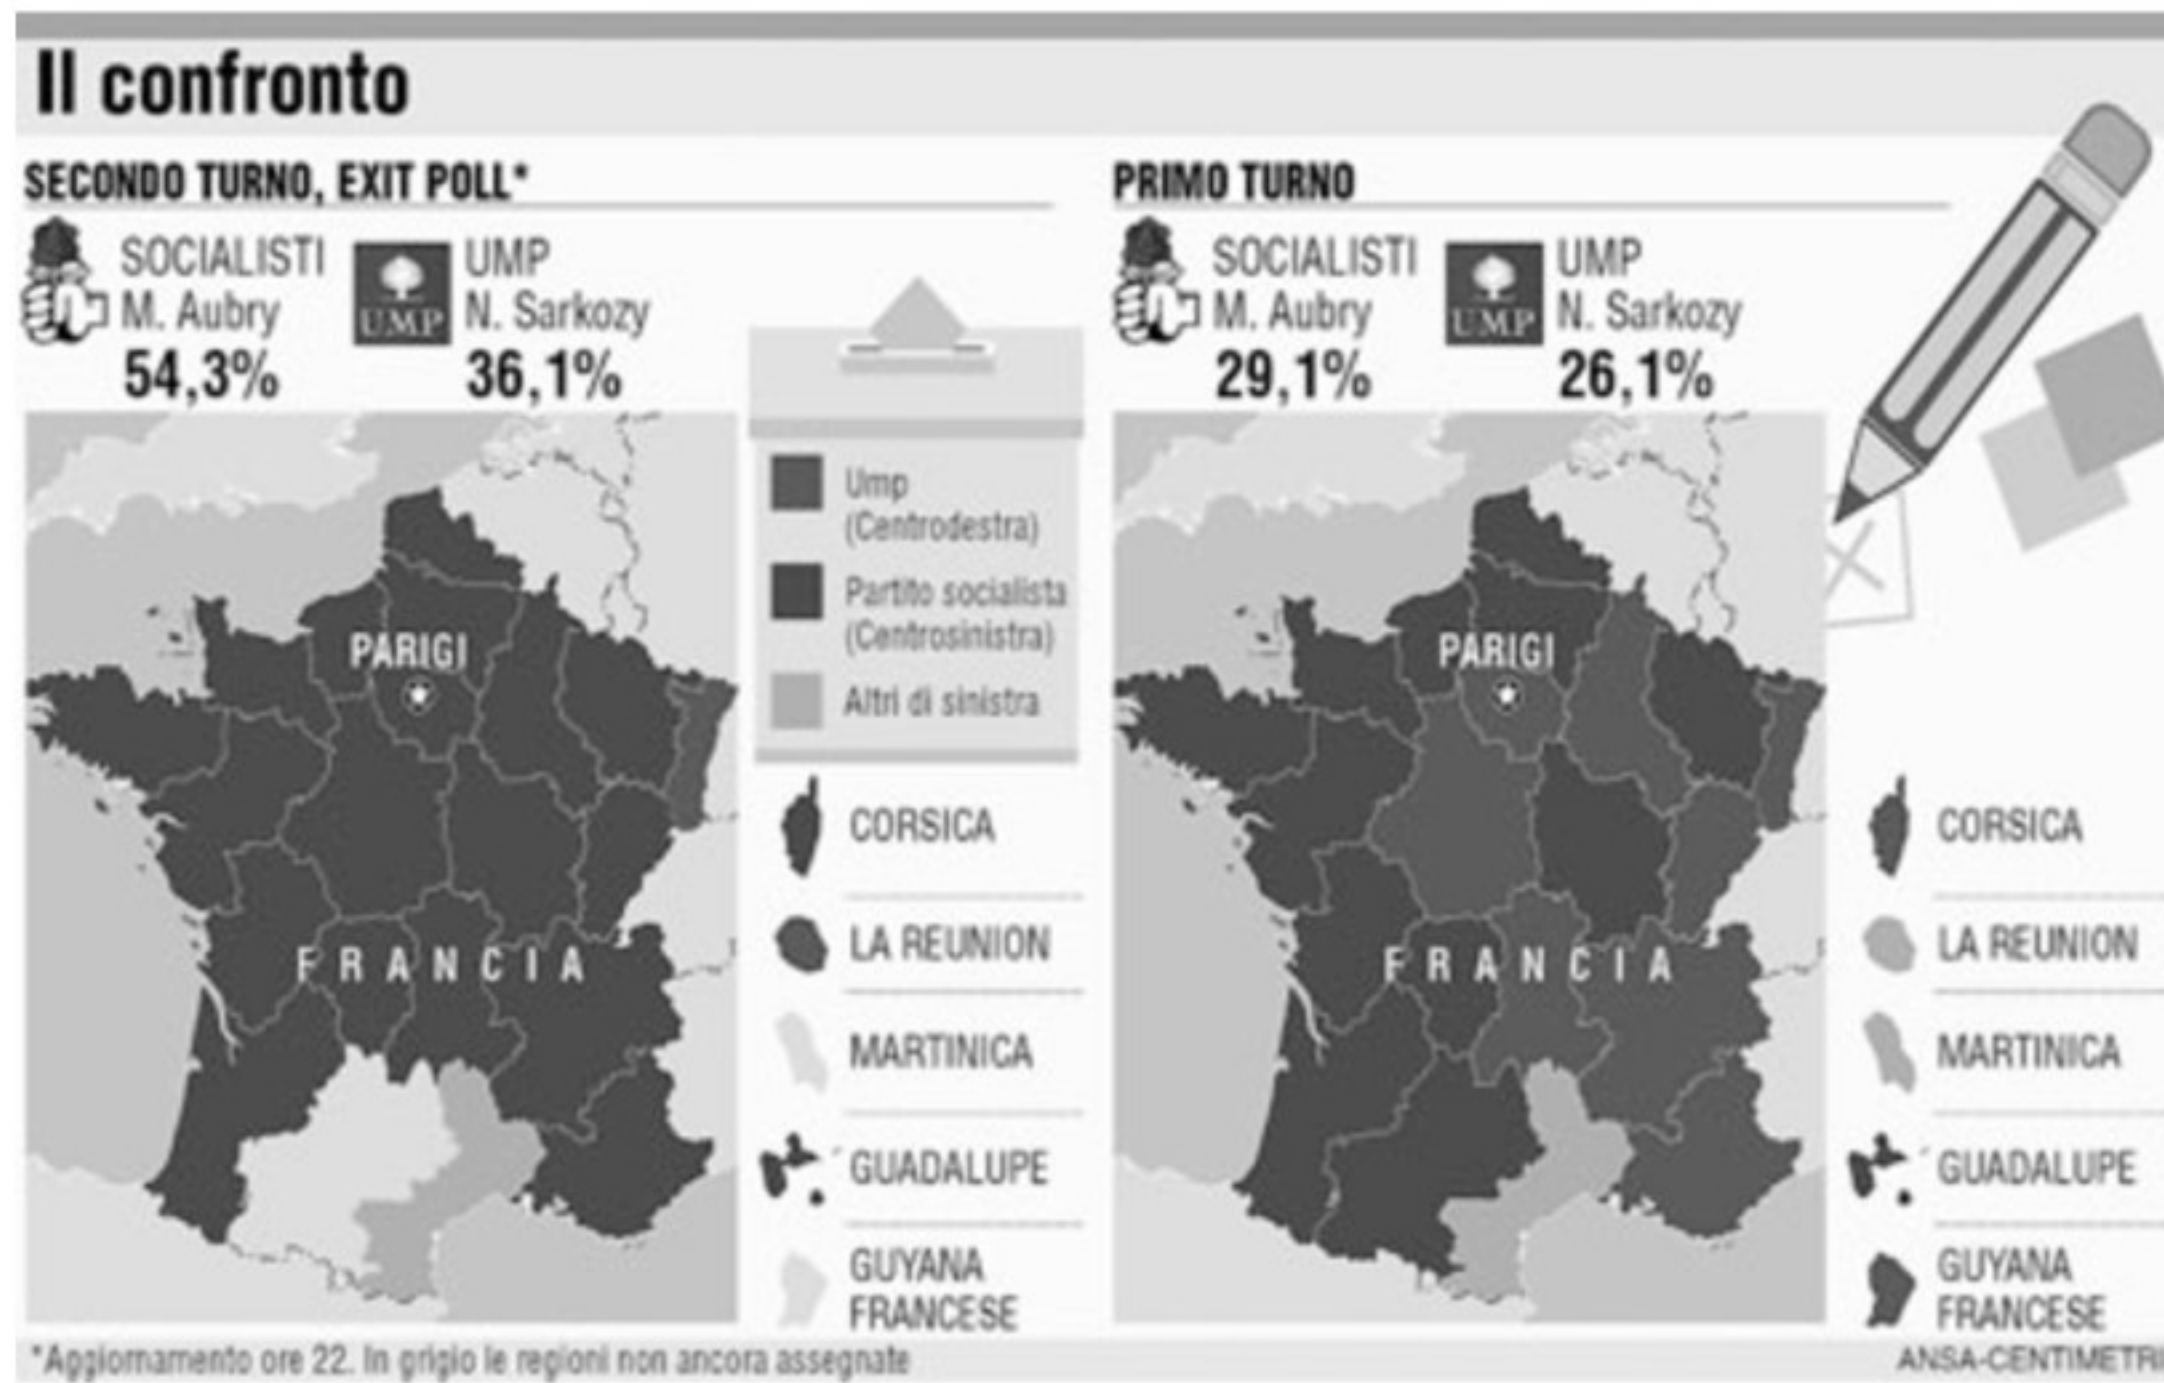 Il confronto
SECONDO TURNO, EXIT POLL*
SOCIALISTI
M. Aubry
54,3%
UMP
UMP
N. Sarkozy
36,1%
PARIGI
FRANCIA
Ump
(Centrodestra)
Partito socialista
(Centrosinistra)
Altri di sinistra
CORSICA
LA REUNION
MARTINICA
GUADALUPE
GUYANA
FRANCESE
PRIMO TURNO
SOCIALISTI
M. Aubry
29,1%
UMP
UMP
N. Sarkozy
26,1%
PARIGI
FRANCIA
CORSICA
LA REUNION
MARTINICA
GUADALUPE
GUYANA
FRANCESE
*Aggiornamento ore 22. In grigio le regioni non ancora assegnate
ANSA-CENTIMETRI